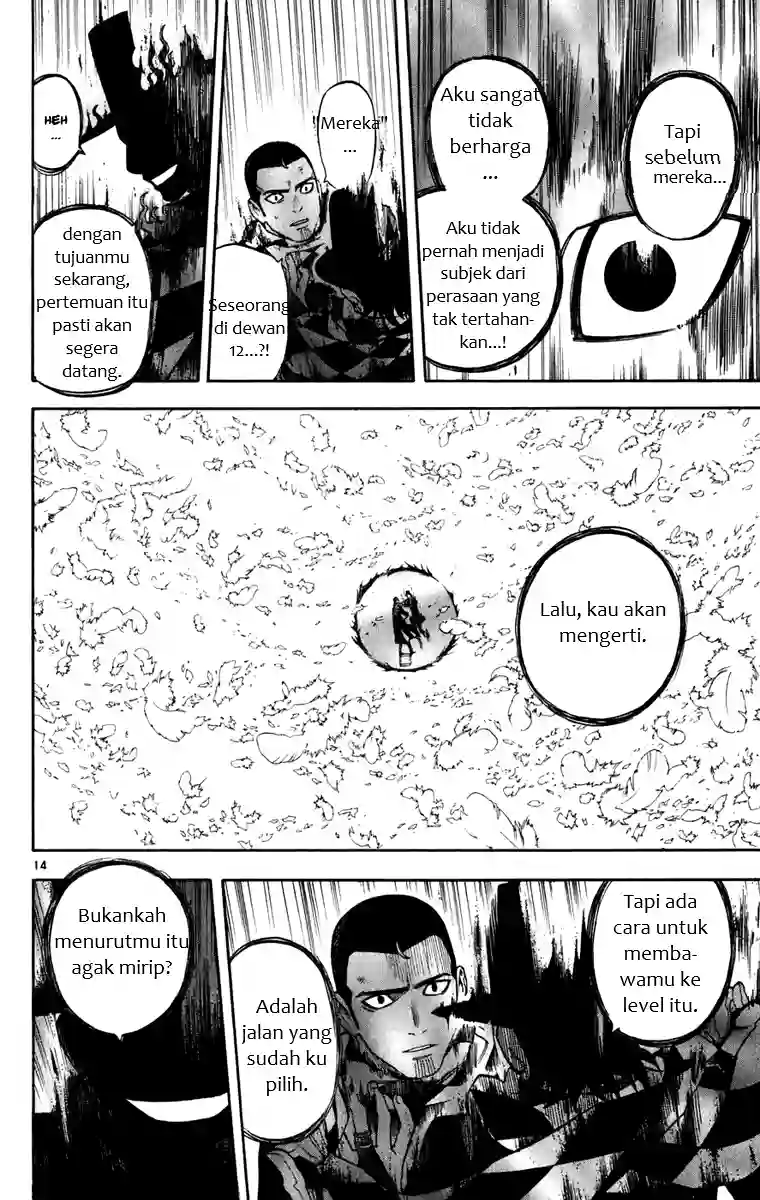 Tapi
sebelum
mereka...
Aku sangat
tidak
berharga
...
Aku tidak
pernah menjadi
subjek dari
perasaan yang
tak tertahan-
kan...!
"Mereka"
...
Seseorang
di dewan
12...?!
HEH
...
dengan
tujuanmu
sekarang,
pertemuan itu
pasti akan
segera
datang.
Lalu, kau akan
mengerti.
14
Tapi ada
cara untuk
memba-
wamu ke
level itu.
Adalah
jalan yang
sudah ku
pilih.
Bukankah
menurutmu itu
agak mirip?